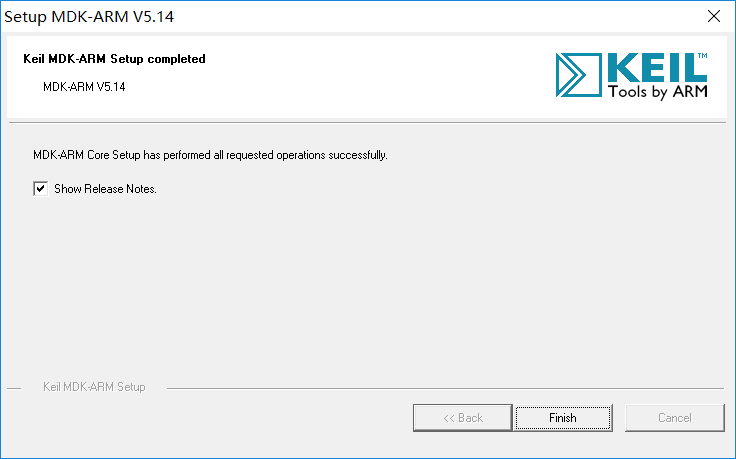 Setup MDK-ARM V5.14
Keil MDK-ARM Setup completed
MDK-ARM V5.14
KEIL™
Tools by ARM
MDK-ARM Core Setup has performed all requested operations successfully.
Show Release Notes.
Keil MDK-ARM Setup
<< Back
Finish
Cancel